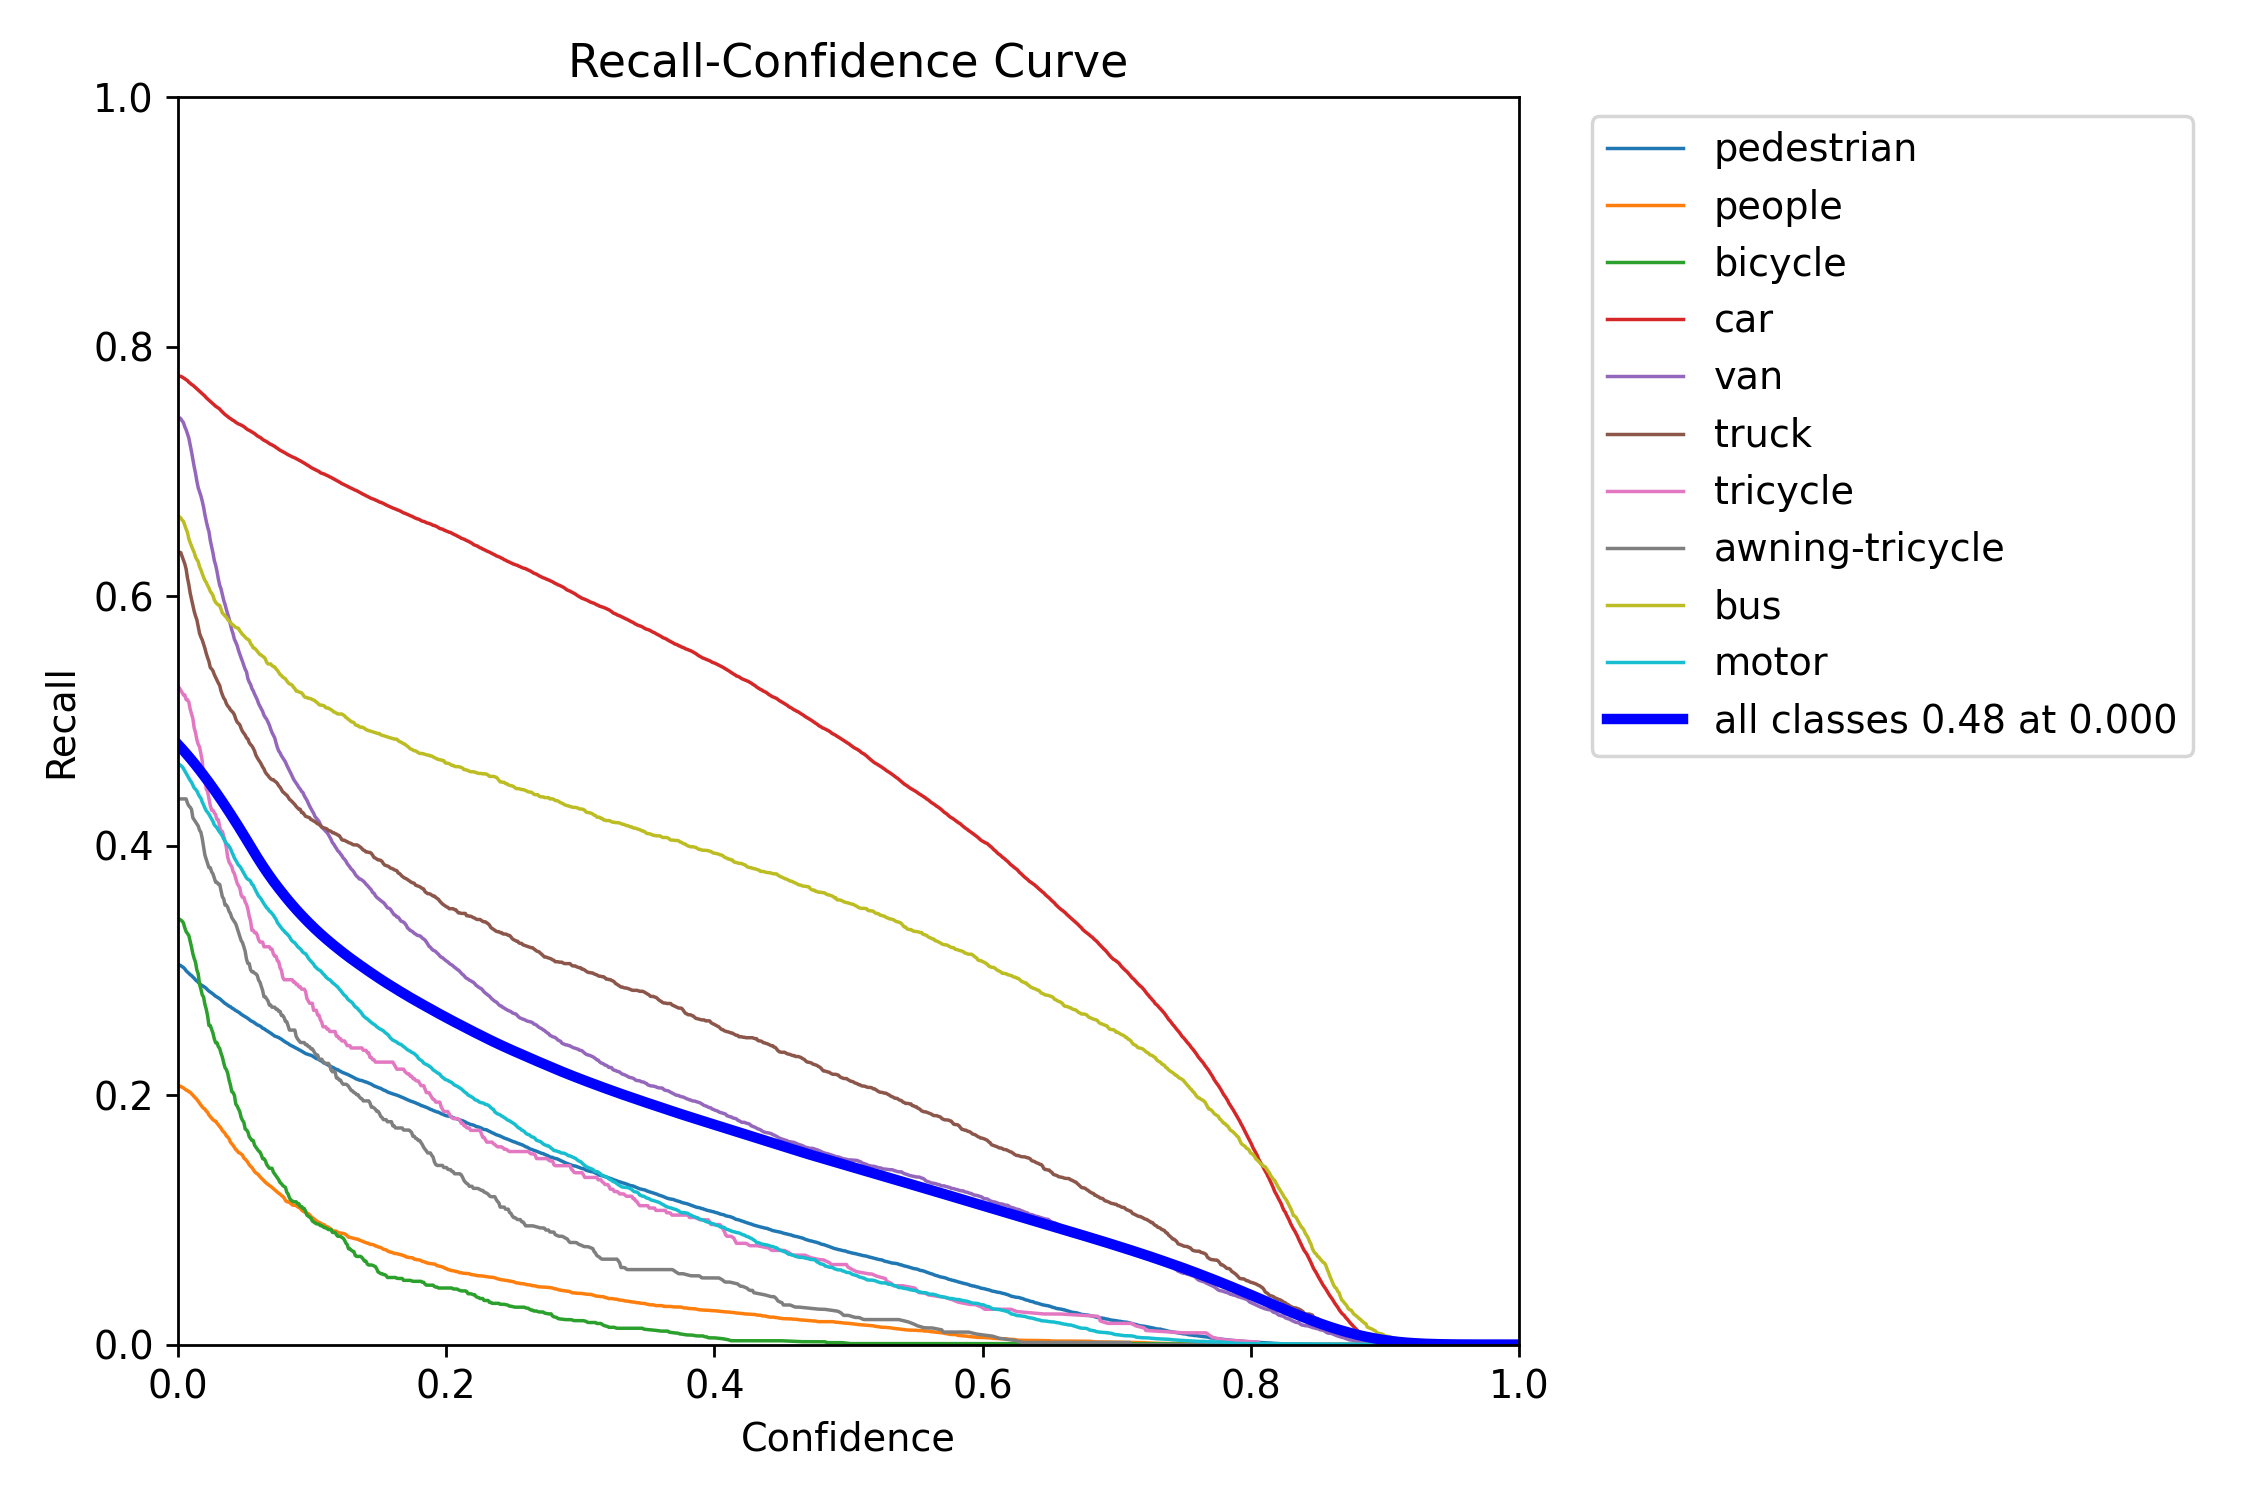 Recall-Confidence Curve
1.0
0.8
0.6
0.4
0.2
0.0
Recall
0.0 0.2 0.4 0.6 0.8 1.0
Confidence
pedestrian
people
bicycle
car
van
truck
tricycle
awning-tricycle
bus
motor
all classes 0.48 at 0.000